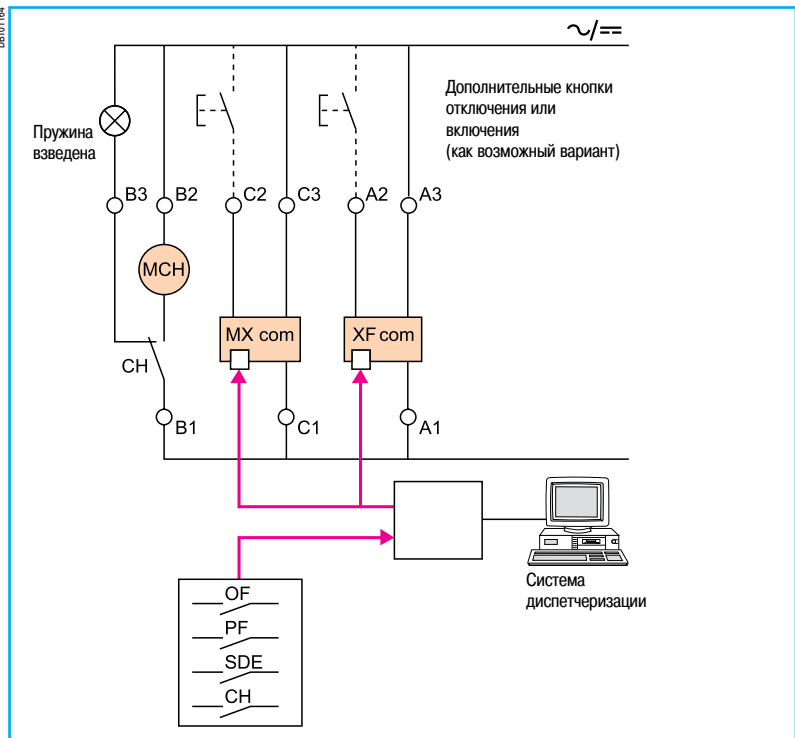 DB101164
~/==
Дополнительные кнопки
отключения или
включения
(как возможный вариант)
Пружина
взведена
B3
B2
C2
C3
A2
A3
MCH
MX com
XF com
CH
B1
C1
A1
Система
диспетчеризации
OF
PF
SDE
CH